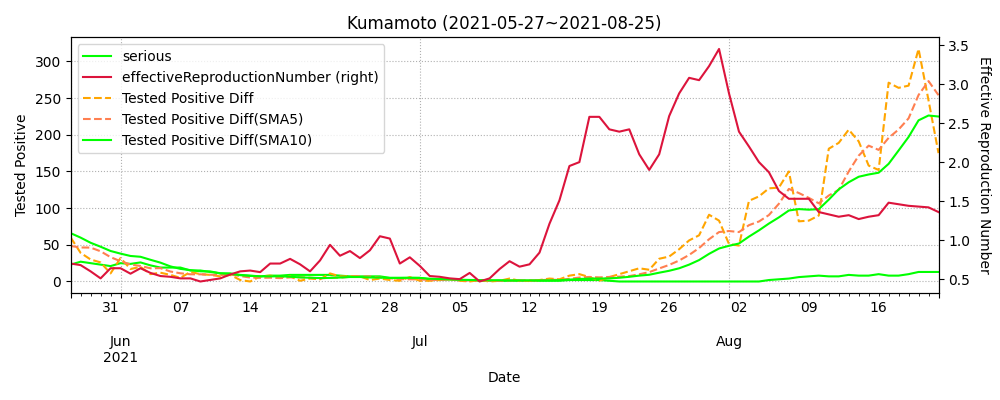 Kumamoto (2021-05-27~2021-08-25)
serious
effectiveReproductionNumber (right)
Tested Positive Diff
Tested Positive Diff(SMA5)
Tested Positive Diff(SMA10)
Tested Positive
300
250
200
150
100
50
0
3.5
3.0
2.5
2.0
1.5
1.0
0.5
Effective Reproduction Number
31 07 14 21 28 05 12 19 26 02 09 16
Jun Jul Aug
2021
Date